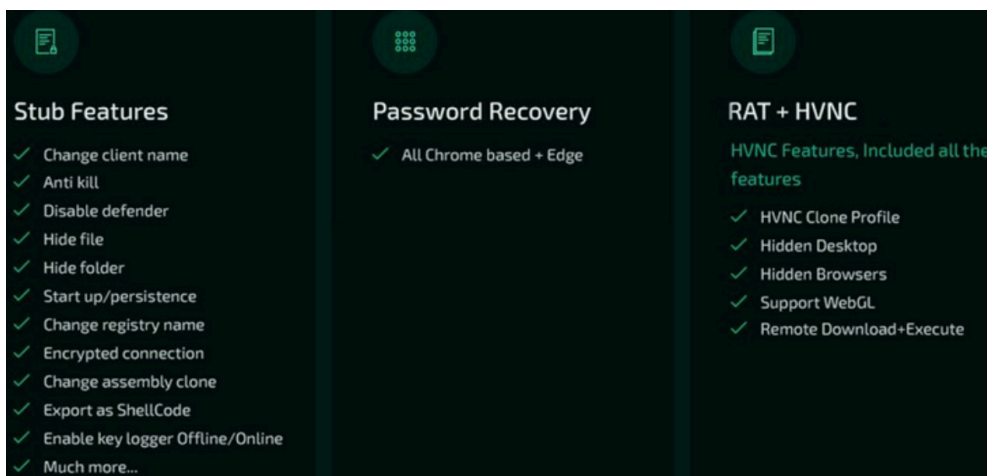 Stub Features
Change client name
Anti kill
Disable defender
Hide file
Hide folder
Start up/persistence
Change registry name
Encrypted connection
Change assembly clone
Export as ShellCode
Enable key logger Offline/Online
Much more...
Password Recovery
All Chrome based + Edge
RAT + HVNC
HVNC Features, Included all the
features
HVNC Clone Profile
Hidden Desktop
Hidden Browsers
Support WebGL
Remote Download+Execute